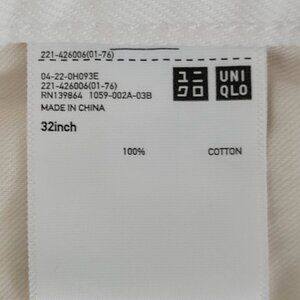 221-426006(01-76)
04-22-0H093E
221-426006(01-76)
RN139864 1059-002A-03B
MADE IN CHINA
ユニ
クロ
UNI
QLO
32inch
100% COTTON